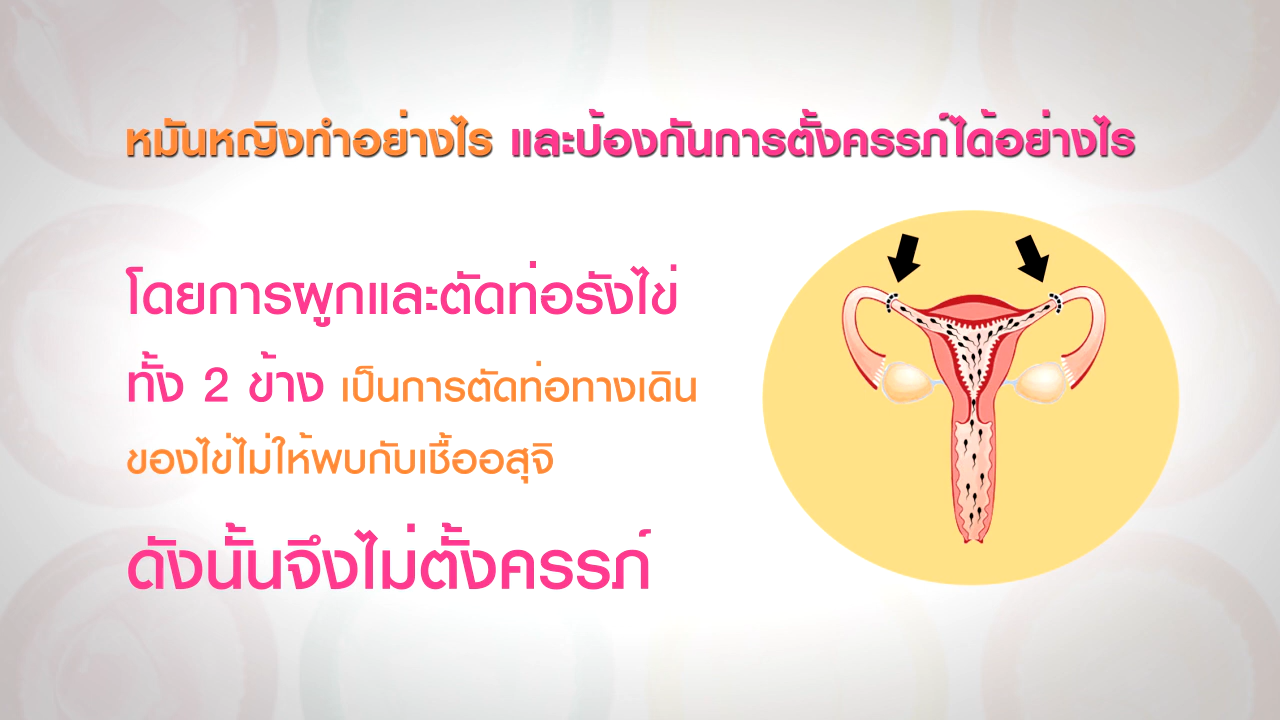 หมันหญิงทำอย่างไร และป้องกันการตั้งครรภ์ได้อย่างไร
โดยการผูกและตัดท่อรังไข่
ทั้ง 2 ข้าง เป็นการตัดท่อทางเดิน
ของไข่ไม่ให้พบกับเชื้ออสุจิ
ดังนั้นจึงไม่ตั้งครรภ์